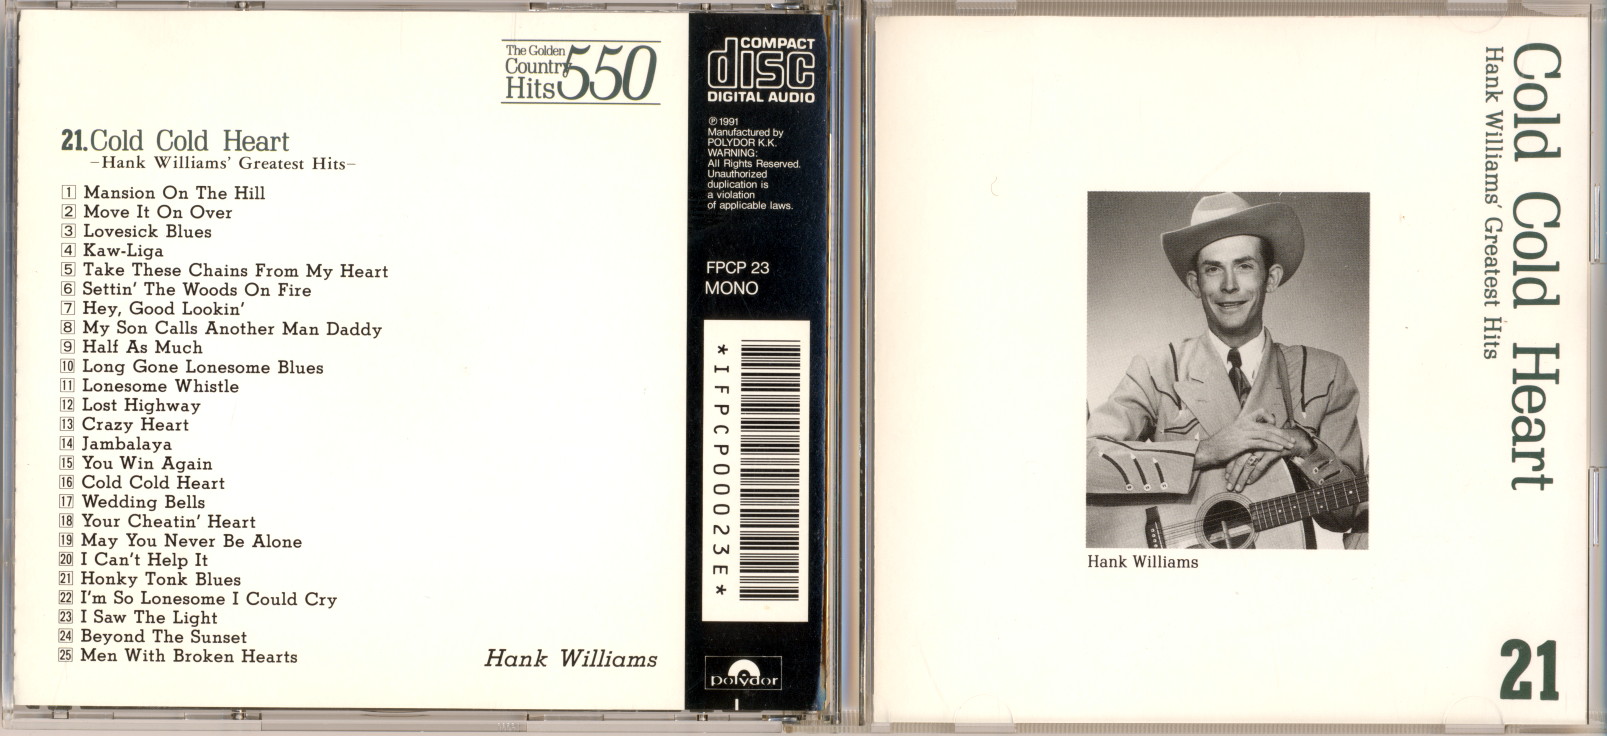 The Golden
Country
Hits 550
21. Cold Cold Heart
–Hank Williams' Greatest Hits–
1 Mansion On The Hill
2 Move It On Over
3 Lovesick Blues
4 Kaw-Liga
5 Take These Chains From My Heart
6 Settin' The Woods On Fire
7 Hey, Good Lookin'
8 My Son Calls Another Man Daddy
9 Half As Much
10 Long Gone Lonesome Blues
11 Lonesome Whistle
12 Lost Highway
13 Crazy Heart
14 Jambalaya
15 You Win Again
16 Cold Cold Heart
17 Wedding Bells
18 Your Cheatin' Heart
19 May You Never Be Alone
20 I Can't Help It
21 Honky Tonk Blues
22 I'm So Lonesome I Could Cry
23 I Saw The Light
24 Beyond The Sunset
25 Men With Broken Hearts
Hank Williams
COMPACT
disc
DIGITAL AUDIO
℗ 1991
Manufactured by
POLYDOR K.K.
WARNING:
All Rights Reserved.
Unauthorized
duplication is
a violation
of applicable laws.
FPCP 23
MONO
*IFPCP00023E*
polydor
Cold Cold Heart
Hank Williams' Greatest Hits
Hank Williams
21